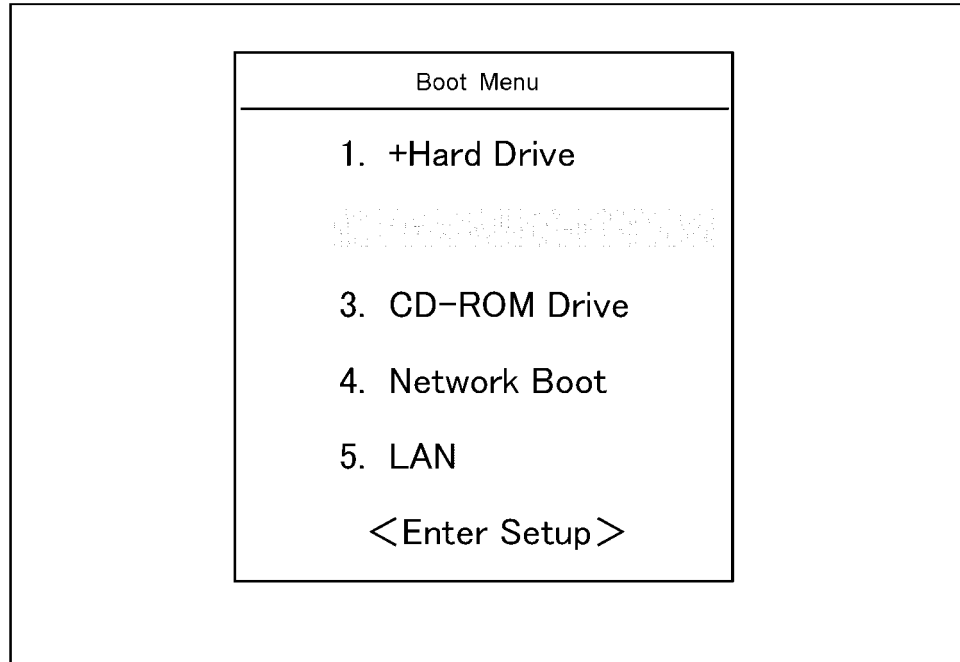 Boot Menu
1. +Hard Drive
3. CD-ROM Drive
4. Network Boot
5. LAN
<Enter Setup>